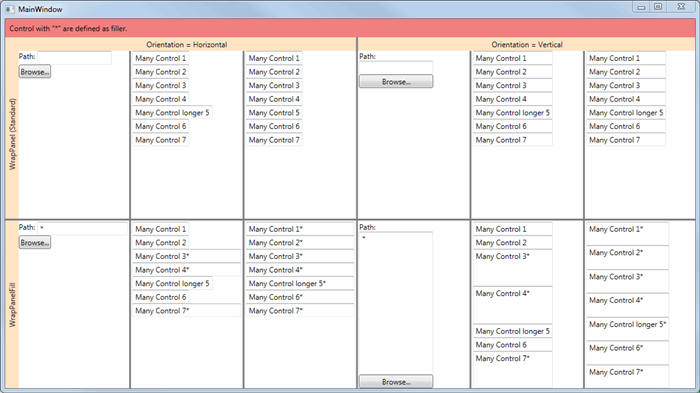 MainWindow
Control with "*" are defined as filler.
Orientation = Horizontal
Orientation = Vertical
WrapPanel (Standard)
Path:
Browse...
Many Control 1
Many Control 2
Many Control 3
Many Control 4
Many Control longer 5
Many Control 6
Many Control 7
Many Control 1
Many Control 2
Many Control 3
Many Control 4
Many Control 5
Many Control 6
Many Control 7
Path:
Browse...
Many Control 1
Many Control 2
Many Control 3
Many Control 4
Many Control longer 5
Many Control 6
Many Control 7
Many Control 1
Many Control 2
Many Control 3
Many Control 4
Many Control longer 5
Many Control 6
Many Control 7
WrapPanelFill
Path: *
Browse...
Many Control 1
Many Control 2
Many Control 3*
Many Control 4*
Many Control longer 5
Many Control 6
Many Control 7*
Many Control 1*
Many Control 2*
Many Control 3*
Many Control 4*
Many Control longer 5*
Many Control 6*
Many Control 7*
Path:
*
Browse...
Many Control 1
Many Control 2
Many Control 3*
Many Control 4*
Many Control longer 5
Many Control 6
Many Control 7*
Many Control 1*
Many Control 2*
Many Control 3*
Many Control 4*
Many Control longer 5*
Many Control 6*
Many Control 7*